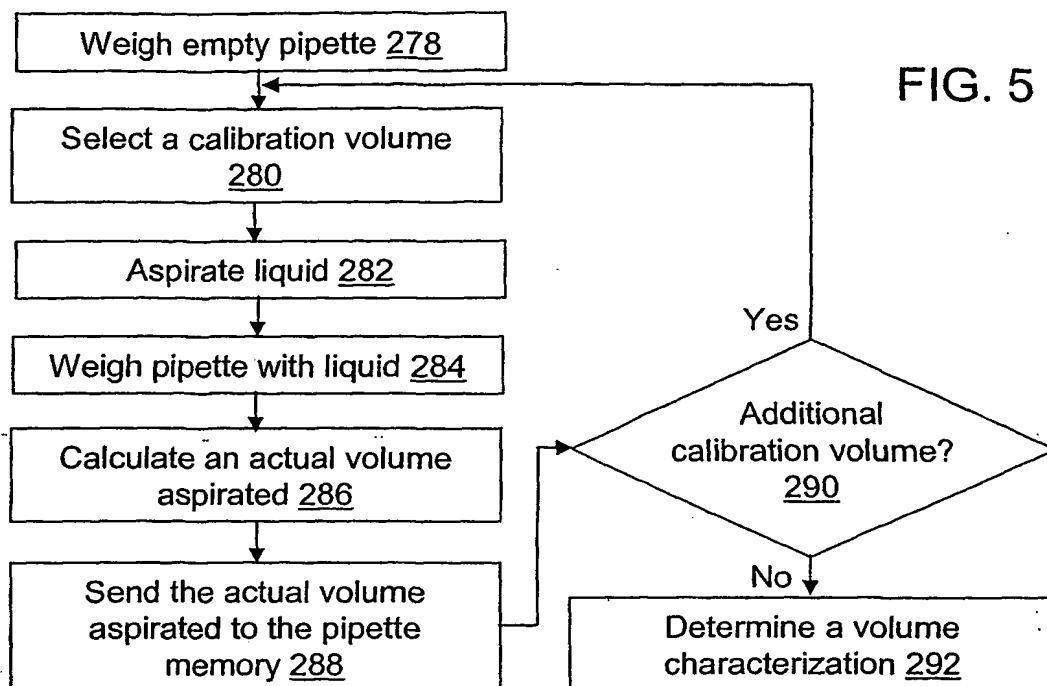 Weigh empty pipette 278
FIG. 5
Select a calibration volume
280
Aspirate liquid 282
Weigh pipette with liquid 284
Calculate an actual volume
aspirated 286
Send the actual volume
aspirated to the pipette
memory 288
Yes
Additional
calibration volume?
290
No
Determine a volume
characterization 292